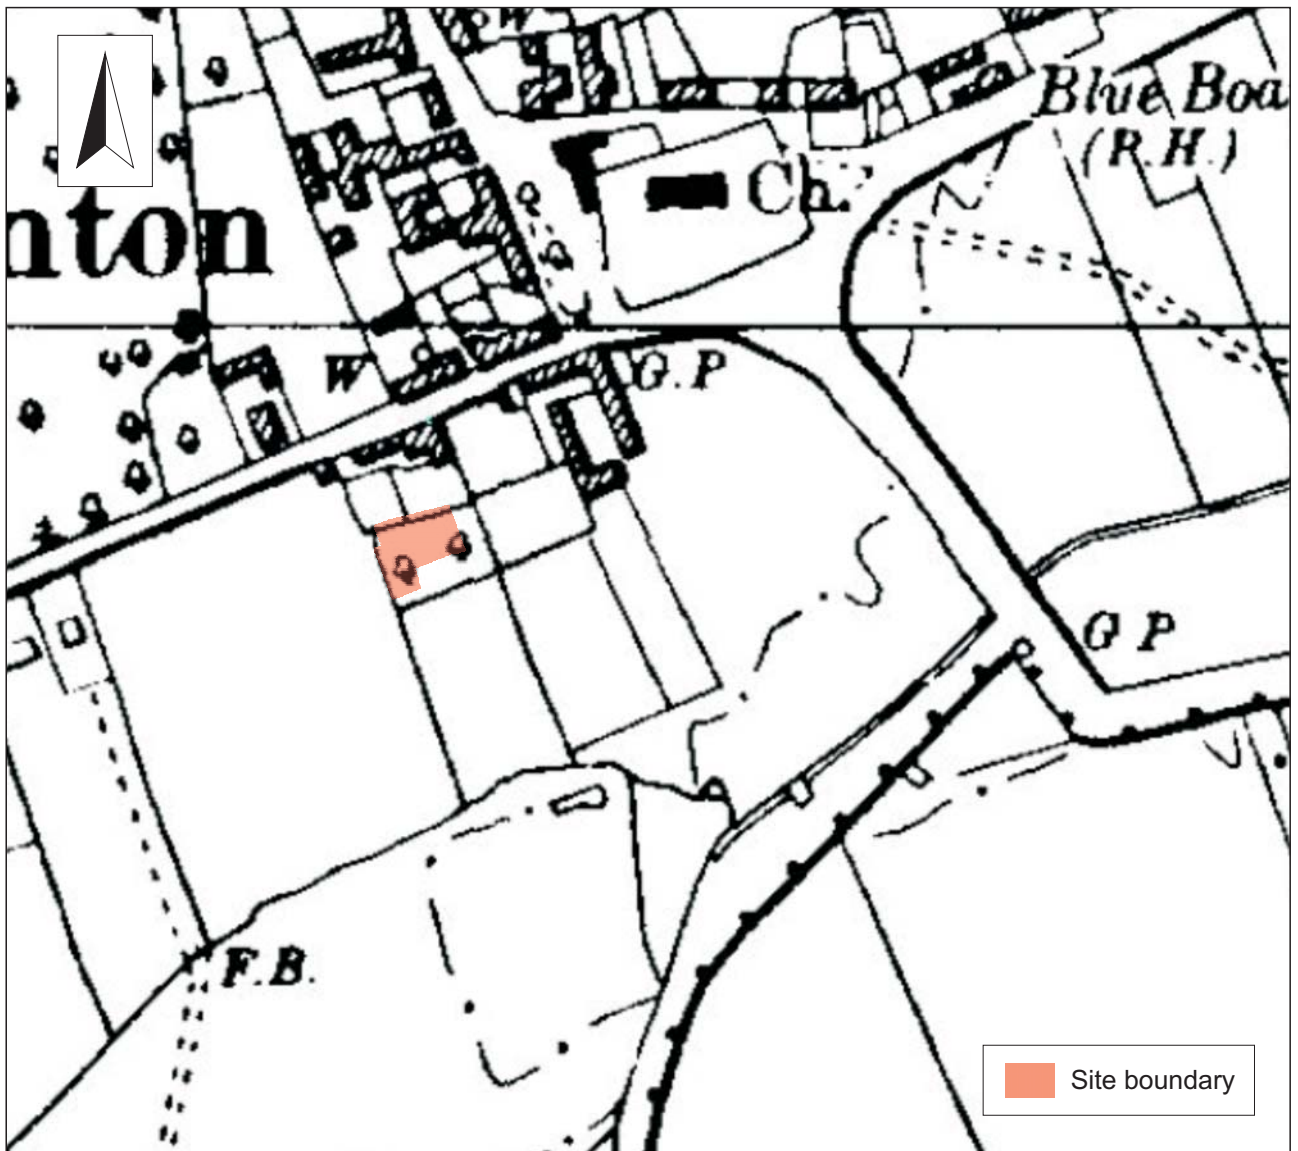 W
Blue Boa
(P.H.)
Ch.
nton
W
G.P
G P
F.B.
Site boundary